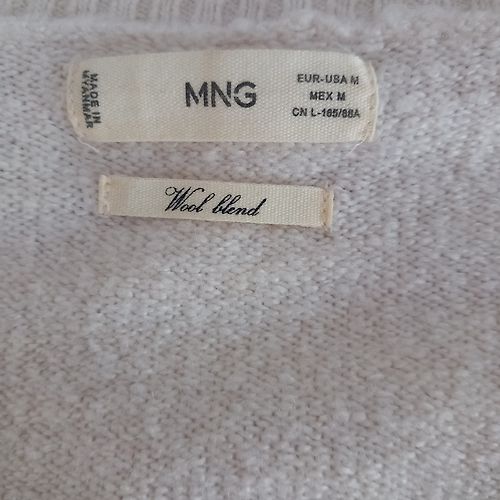 MADE IN
MYANMAR
MNG
EUR-USA M
MEX M
CN L-165/88A
Wool blend